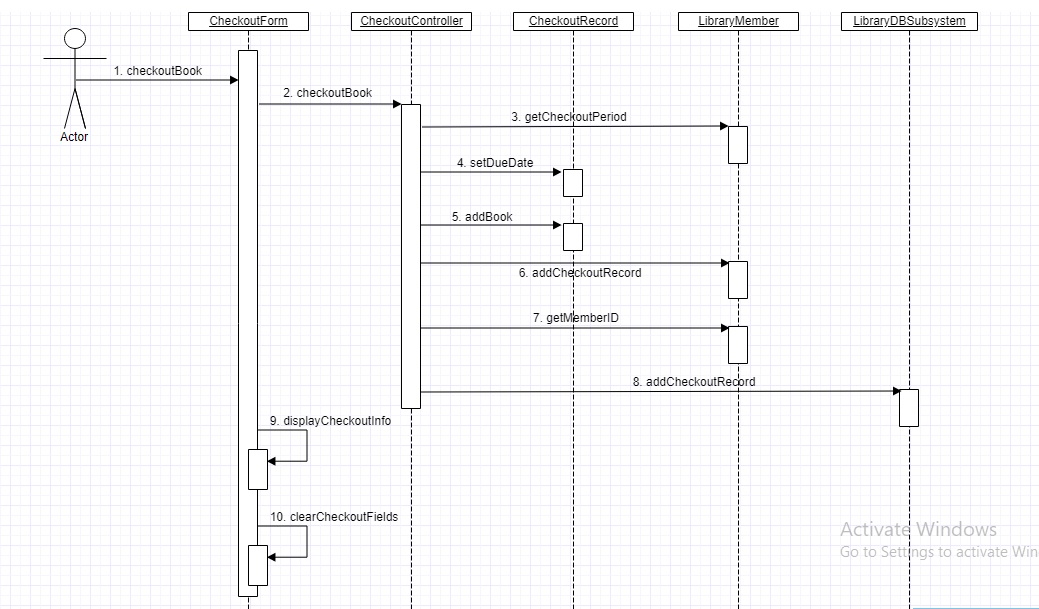 CheckoutForm
CheckoutController
CheckoutRecord
LibraryMember
LibraryDBSubsystem
1. checkoutBook
2. checkoutBook
3. getCheckoutPeriod
Actor
4. setDueDate
5. addBook
6. addCheckoutRecord
7. getMemberID
8. addCheckoutRecord
9. displayCheckoutInfo
10. clearCheckoutFields
Activate Windows
Go to Settings to activate Win